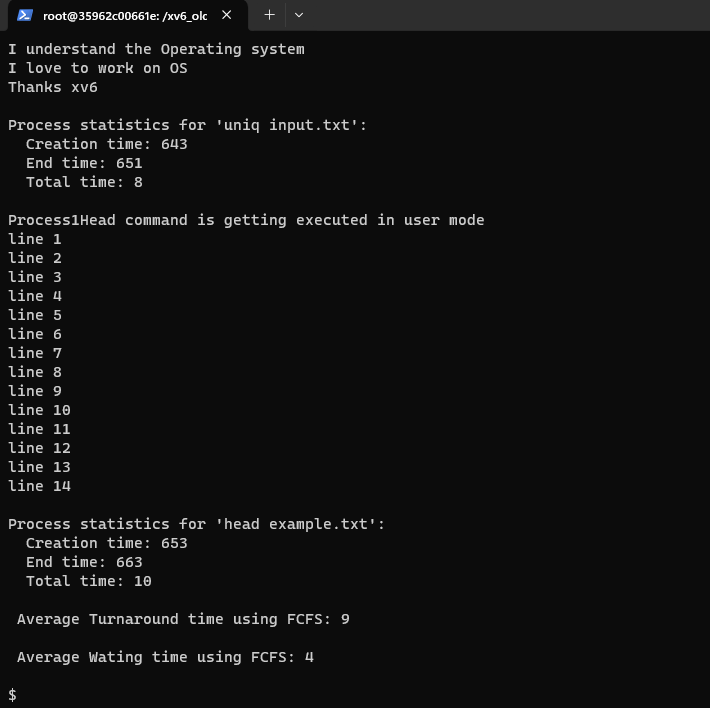 root@35962c00661e: /xv6_olc
I understand the Operating system
I love to work on OS
Thanks xv6
Process statistics for 'uniq input.txt':
Creation time: 643
End time: 651
Total time: 8
Process1Head command is getting executed in user mode
line 1
line 2
line 3
line 4
line 5
line 6
line 7
line 8
line 9
line 10
line 11
line 12
line 13
line 14
Process statistics for 'head example.txt':
Creation time: 653
End time: 663
Total time: 10
Average Turnaround time using FCFS: 9
Average Wating time using FCFS: 4
$